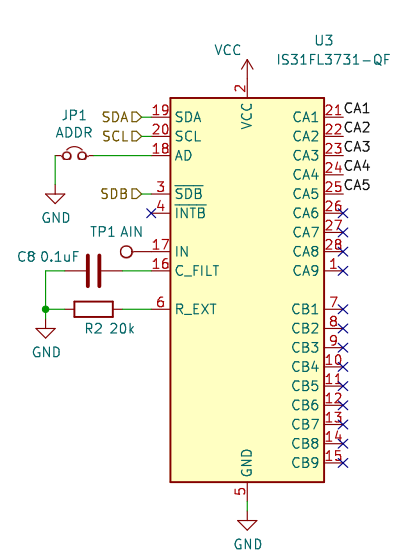 VCC
U3
IS31FL3731-QF
2
VCC
JP1
ADDR
GND
SDA 19 SDA
SCL 20 SCL
18 AD
SDB 3 SDB
4 INTB
TP1 AIN
17 IN
C8 0.1uF
16 C_FILT
6 R_EXT
R2 20k
GND
CA1 21 CA1
CA2 22 CA2
CA3 23 CA3
CA4 24 CA4
CA5 25 CA5
CA6 26
CA7 27
CA8 28
CA9 1
CB1 7
CB2 8
CB3 9
CB4 10
CB5 11
CB6 12
CB7 13
CB8 14
CB9 15
GND
5
GND